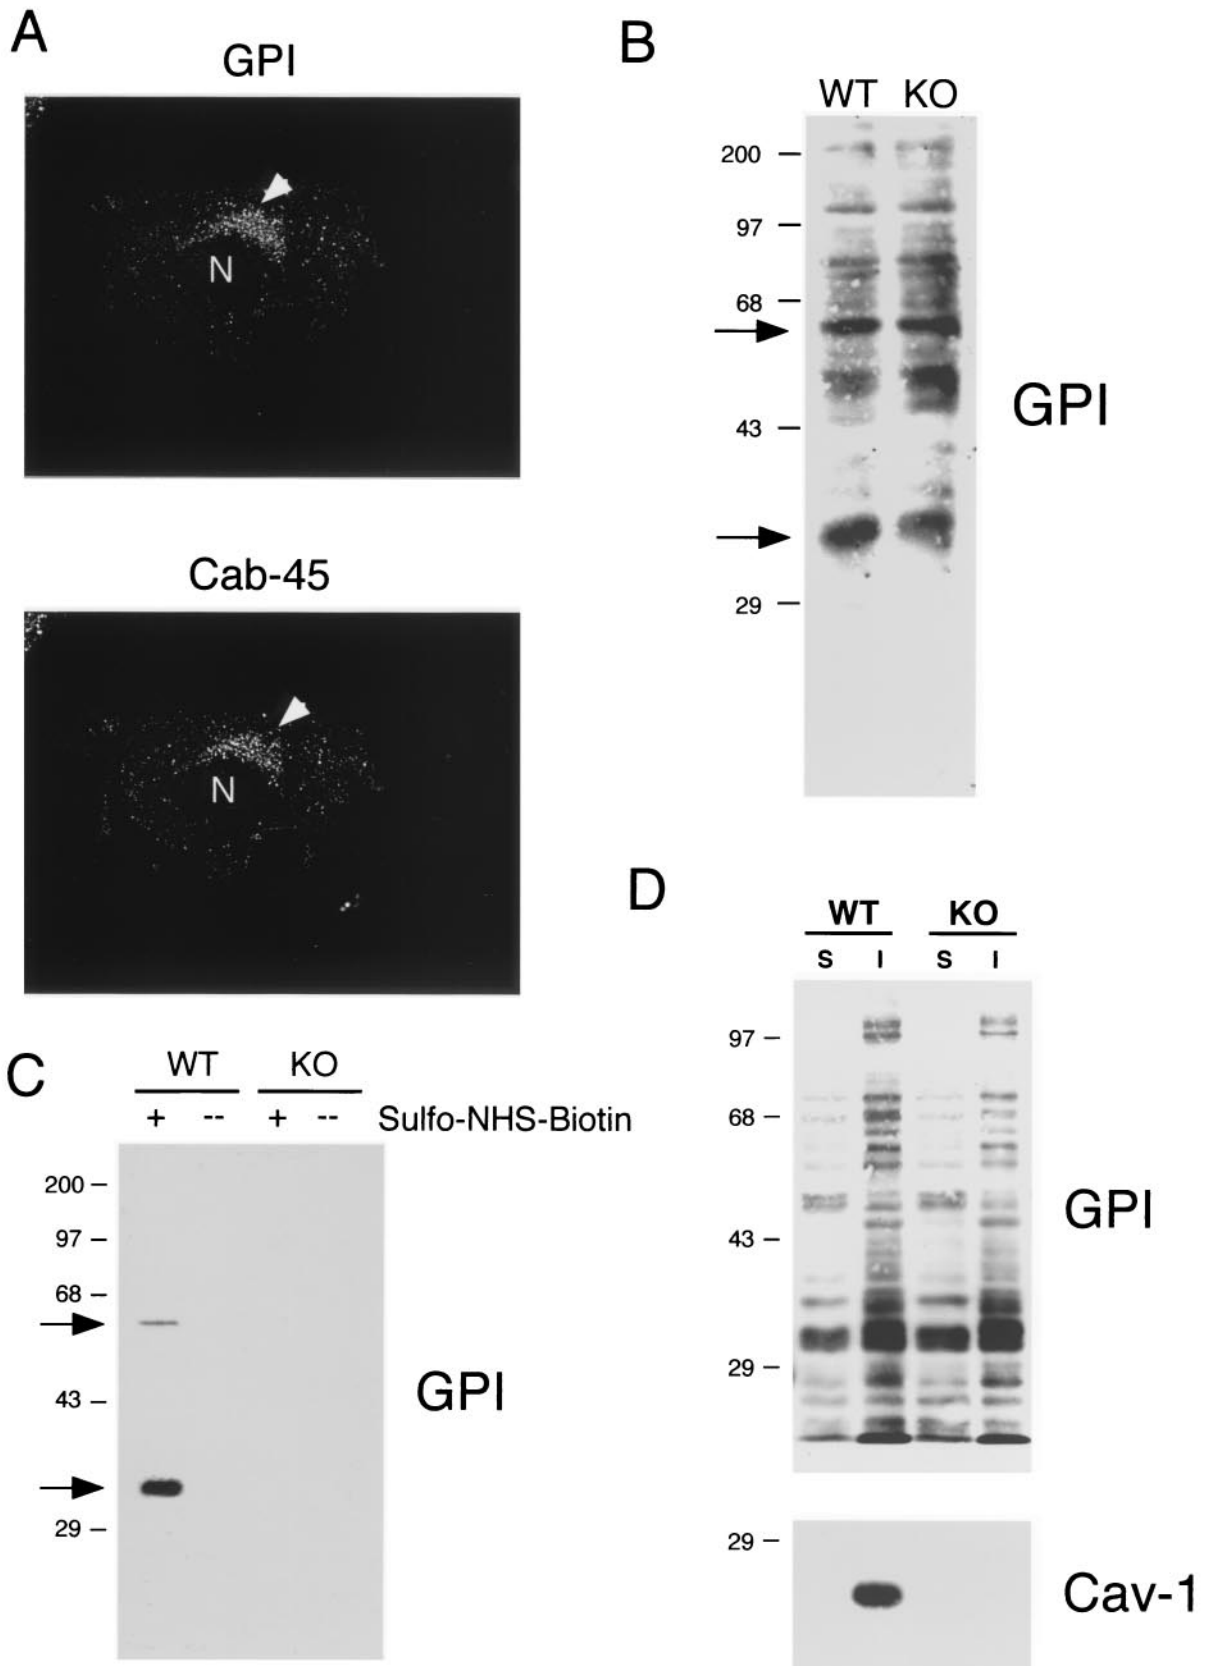 A
GPI
N
Cab-45
N
B
WT KO
200
97
68
43
29
GPI
C
WT KO
+ -- + -- Sulfo-NHS-Biotin
200
97
68
43
29
GPI
D
WT KO
S I S I
97
68
43
29
GPI
29
Cav-1